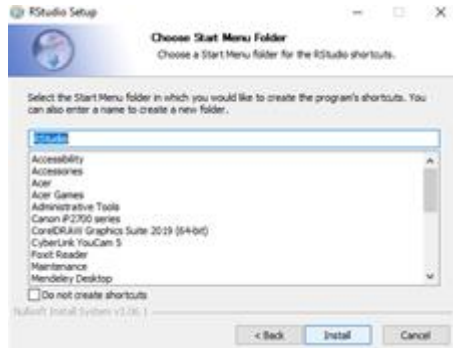 RStudio Setup
Choose Start Menu Folder
Choose a Start Menu folder for the RStudio shortcuts.
Select the Start Menu folder in which you would like to create the program's shortcuts. You
can also enter a name to create a new folder.
RStudio
Accessibility
Accessories
Acer
Acer Games
Administrative Tools
Canon iP2700 series
CorelDRAW Graphics Suite 2019 (64-bit)
CyberLink YouCam 5
Foxit Reader
Maintenance
Mendeley Desktop
Do not create shortcuts
Nullsoft Install System v3.06.1
< Back
Install
Cancel